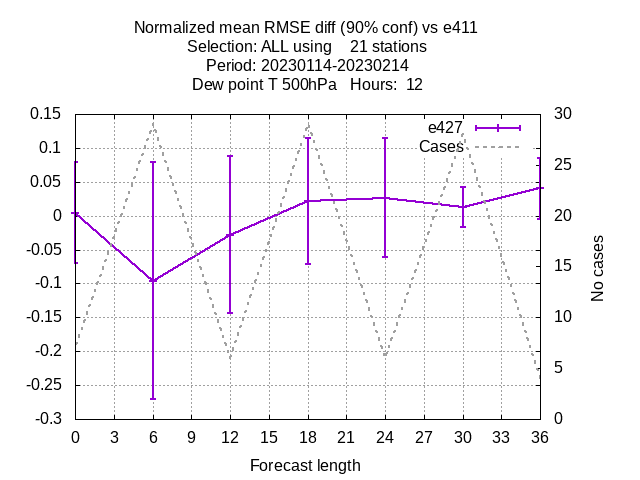 Normalized mean RMSE diff (90% conf) vs e411
Selection: ALL using    21 stations
Period: 20230114-20230214
Dew point T 500hPa   Hours:  12
e427
Cases
0.15
0.1
0.05
0
-0.05
-0.1
-0.15
-0.2
-0.25
-0.3
30
25
20
15
10
5
0
No cases
0 3 6 9 12 15 18 21 24 27 30 33 36
Forecast length